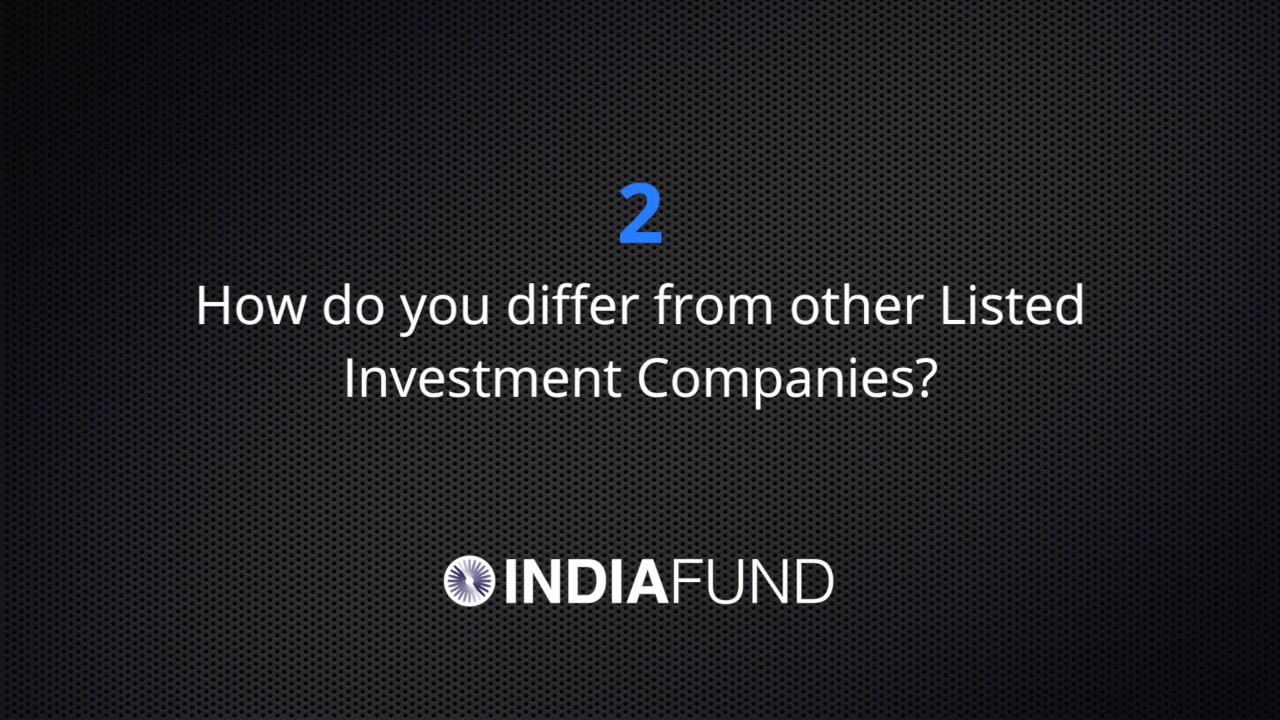 2
How do you differ from other Listed
Investment Companies?
INDIAFUND